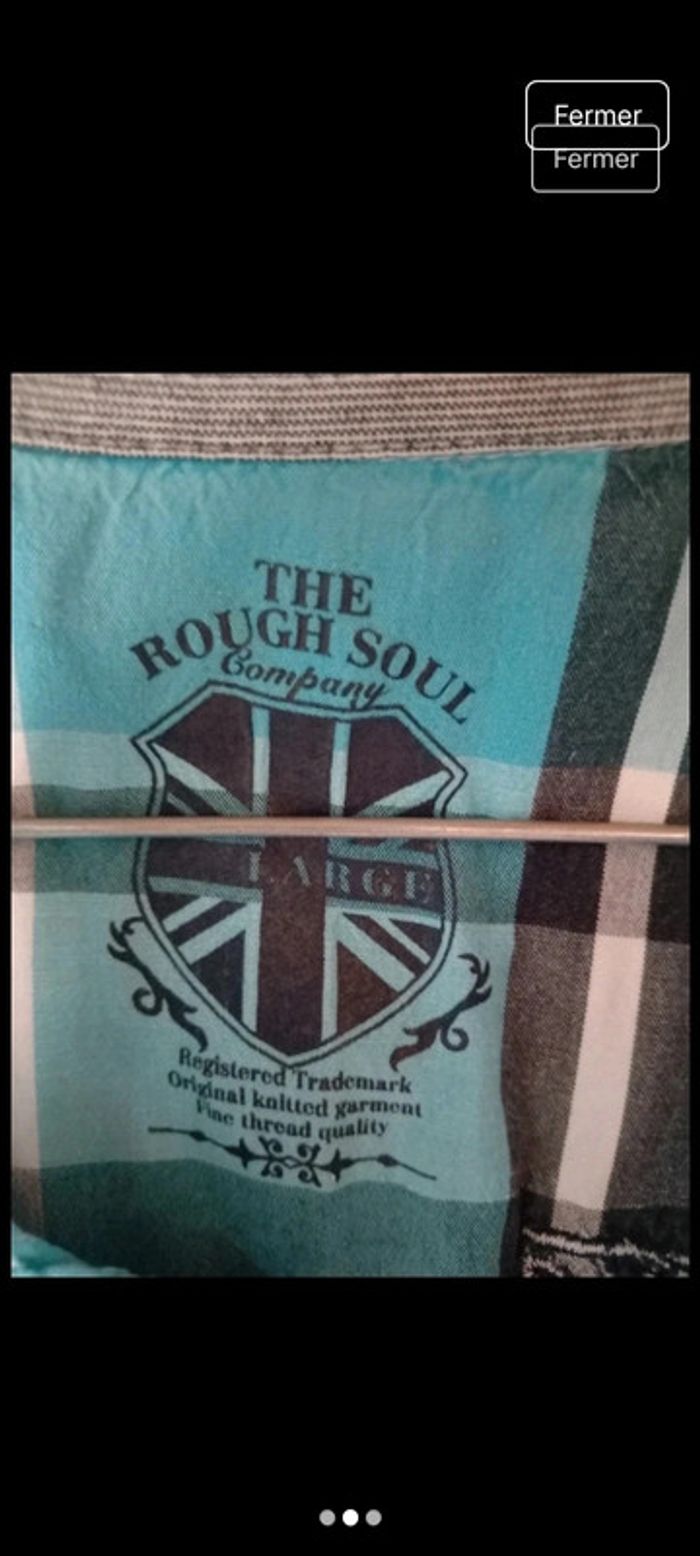 Fermer
Fermer
THE
ROUGH SOUL
Company
LARGE
Registered Trademark
Original knitted garment
Fine thread quality